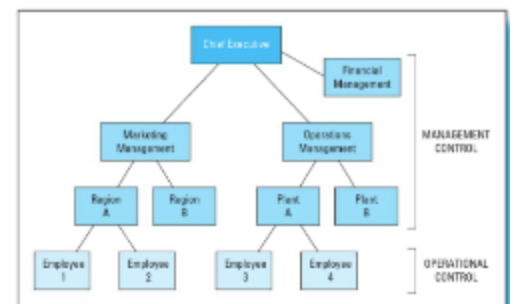 Chief Executive
Financial
Management
Marketing
Management
Operations
Management
MANAGEMENT
CONTROL
Region
A
Region
B
Plant
A
Plant
B
Employee
1
Employee
2
Employee
3
Employee
4
OPERATIONAL
CONTROL